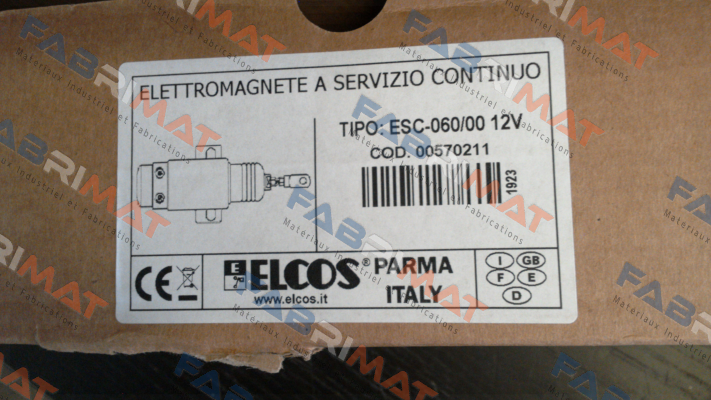 ELETTROMAGNETE A SERVIZIO CONTINUO
TIPO: ESC-060/00 12V
COD. 00570211
1923
CE
E ELCOS® PARMA
www.elcos.it
ITALY
I GB
F E
D
FABRIMAT
Matériaux Industriel et Fabrications